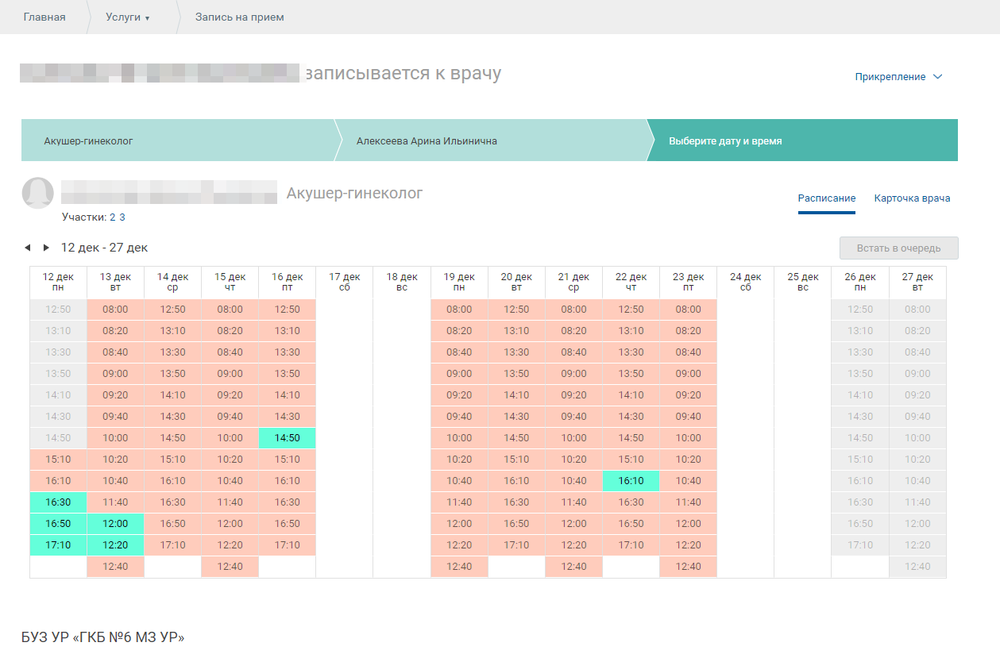 Главная Услуги ▾ Запись на прием
записывается к врачу
Прикрепление
Акушер-гинеколог Алексеева Арина Ильинична Выберите дату и время
Акушер-гинеколог
Расписание Карточка врача
Участки: 2 3
12 дек - 27 дек
Встать в очередь
12 дек 13 дек 14 дек 15 дек 16 дек 17 дек 18 дек 19 дек 20 дек 21 дек 22 дек 23 дек 24 дек 25 дек 26 дек 27 дек
пн вт ср чт пт сб вс пн вт ср чт пт сб вс пн вт
12:50 08:00 12:50 08:00 12:50 08:00 12:50 08:00 12:50 08:00 12:50 08:00
13:10 08:20 13:10 08:20 13:10 08:20 13:10 08:20 13:10 08:20 13:10 08:20
13:30 08:40 13:30 08:40 13:30 08:40 13:30 08:40 13:30 08:40 13:30 08:40
13:50 09:00 13:50 09:00 13:50 09:00 13:50 09:00 13:50 09:00 13:50 09:00
14:10 09:20 14:10 09:20 14:10 09:20 14:10 09:20 14:10 09:20 14:10 09:20
14:30 09:40 14:30 09:40 14:30 09:40 14:30 09:40 14:30 09:40 14:30 09:40
14:50 10:00 14:50 10:00 14:50 10:00 14:50 10:00 14:50 10:00 14:50 10:00
15:10 10:20 15:10 10:20 15:10 10:20 15:10 10:20 15:10 10:20 15:10 10:20
16:10 10:40 16:10 10:40 16:10 10:40 16:10 10:40 16:10 10:40 16:10 10:40
16:30 11:40 16:30 11:40 16:30 11:40 16:30 11:40 16:30 11:40 16:30 11:40
16:50 12:00 16:50 12:00 16:50 12:00 16:50 12:00 16:50 12:00 16:50 12:00
17:10 12:20 17:10 12:20 17:10 12:20 17:10 12:20 17:10 12:20 17:10 12:20
12:40 12:40 12:40 12:40 12:40 12:40
БУЗ УР «ГКБ №6 МЗ УР»